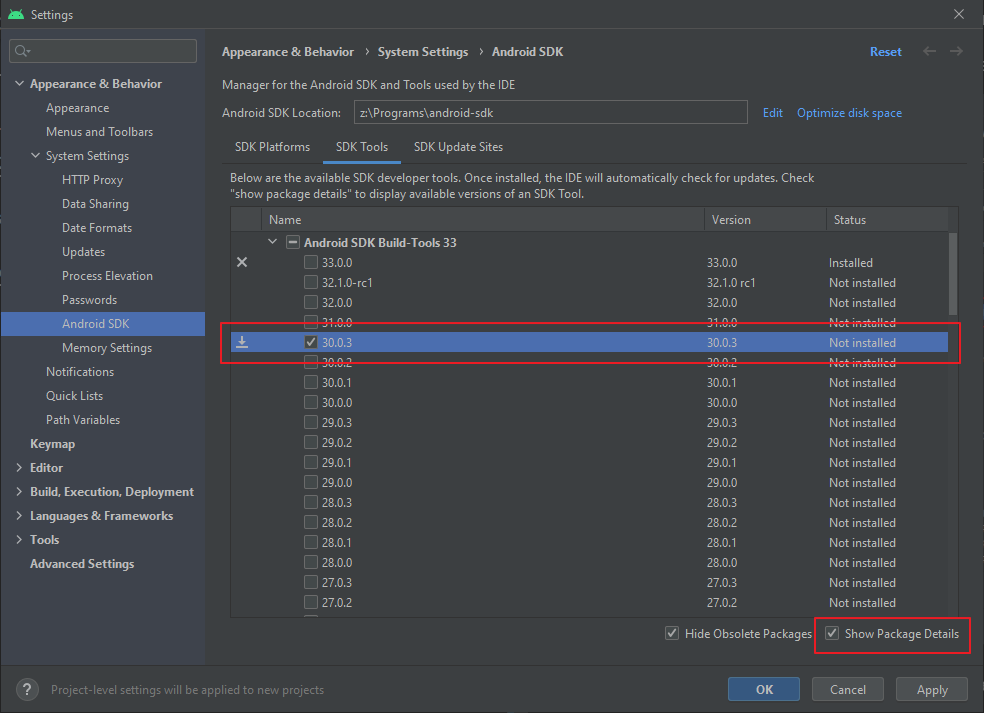 Settings
Appearance & Behavior
Appearance
Menus and Toolbars
System Settings
HTTP Proxy
Data Sharing
Date Formats
Updates
Process Elevation
Passwords
Android SDK
Memory Settings
Notifications
Quick Lists
Path Variables
Keymap
Editor
Build, Execution, Deployment
Languages & Frameworks
Tools
Advanced Settings
Appearance & Behavior › System Settings › Android SDK
Reset
Manager for the Android SDK and Tools used by the IDE
Android SDK Location: z:\Programs\android-sdk Edit Optimize disk space
SDK Platforms SDK Tools SDK Update Sites
Below are the available SDK developer tools. Once installed, the IDE will automatically check for updates. Check
"show package details" to display available versions of an SDK Tool.
Name Version Status
Android SDK Build-Tools 33
33.0.0 33.0.0 Installed
32.1.0-rc1 32.1.0 rc1 Not installed
32.0.0 32.0.0 Not installed
31.0.0 31.0.0 Not installed
30.0.3 30.0.3 Not installed
30.0.2 30.0.2 Not installed
30.0.1 30.0.1 Not installed
30.0.0 30.0.0 Not installed
29.0.3 29.0.3 Not installed
29.0.2 29.0.2 Not installed
29.0.1 29.0.1 Not installed
29.0.0 29.0.0 Not installed
28.0.3 28.0.3 Not installed
28.0.2 28.0.2 Not installed
28.0.1 28.0.1 Not installed
28.0.0 28.0.0 Not installed
27.0.3 27.0.3 Not installed
27.0.2 27.0.2 Not installed
Hide Obsolete Packages Show Package Details
? Project-level settings will be applied to new projects
OK Cancel Apply